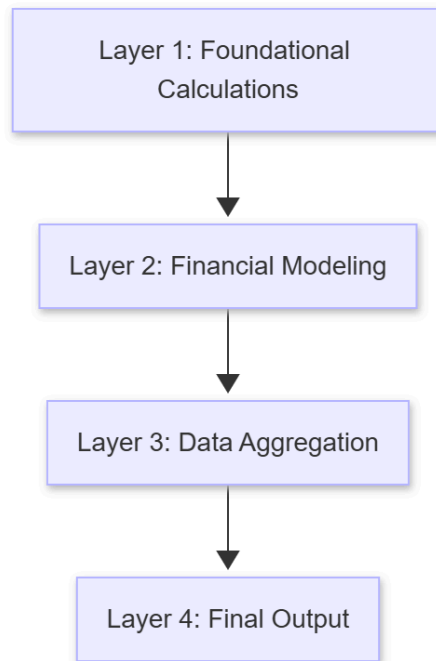 Layer 1: Foundational
Calculations
Layer 2: Financial Modeling
Layer 3: Data Aggregation
Layer 4: Final Output